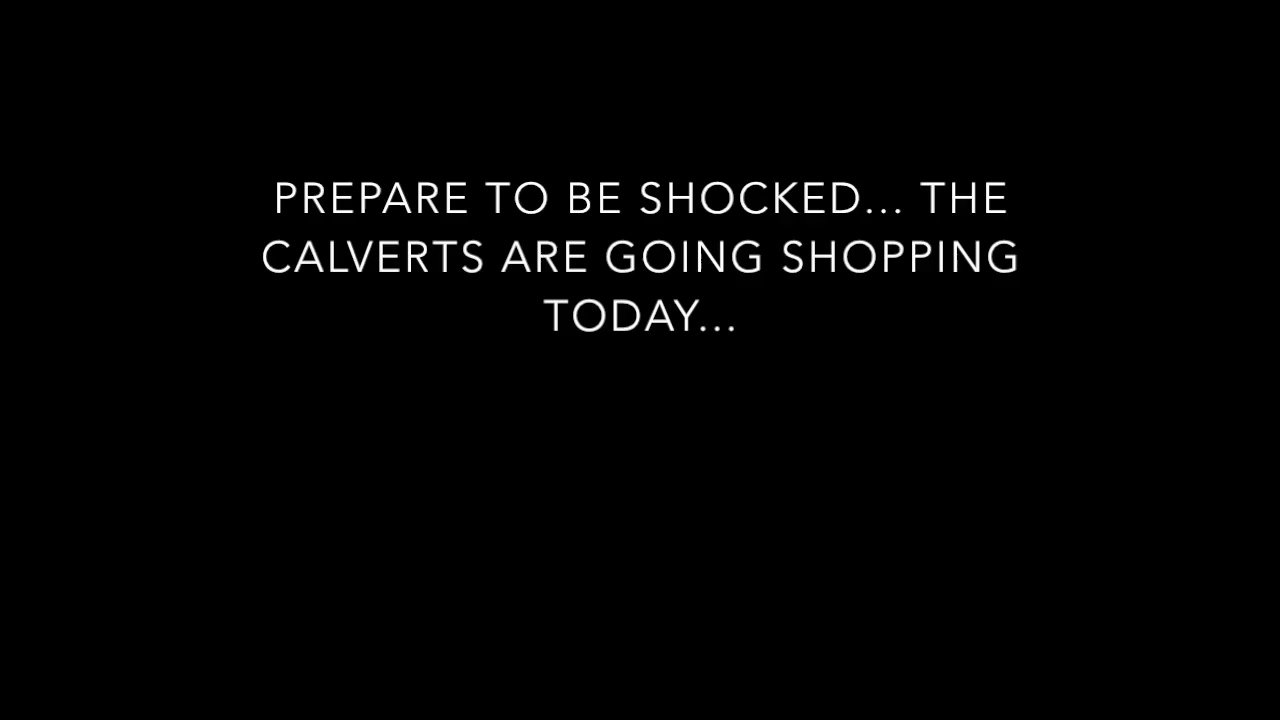 PREPARE TO BE SHOCKED... THE
CALVERTS ARE GOING SHOPPING
TODAY...